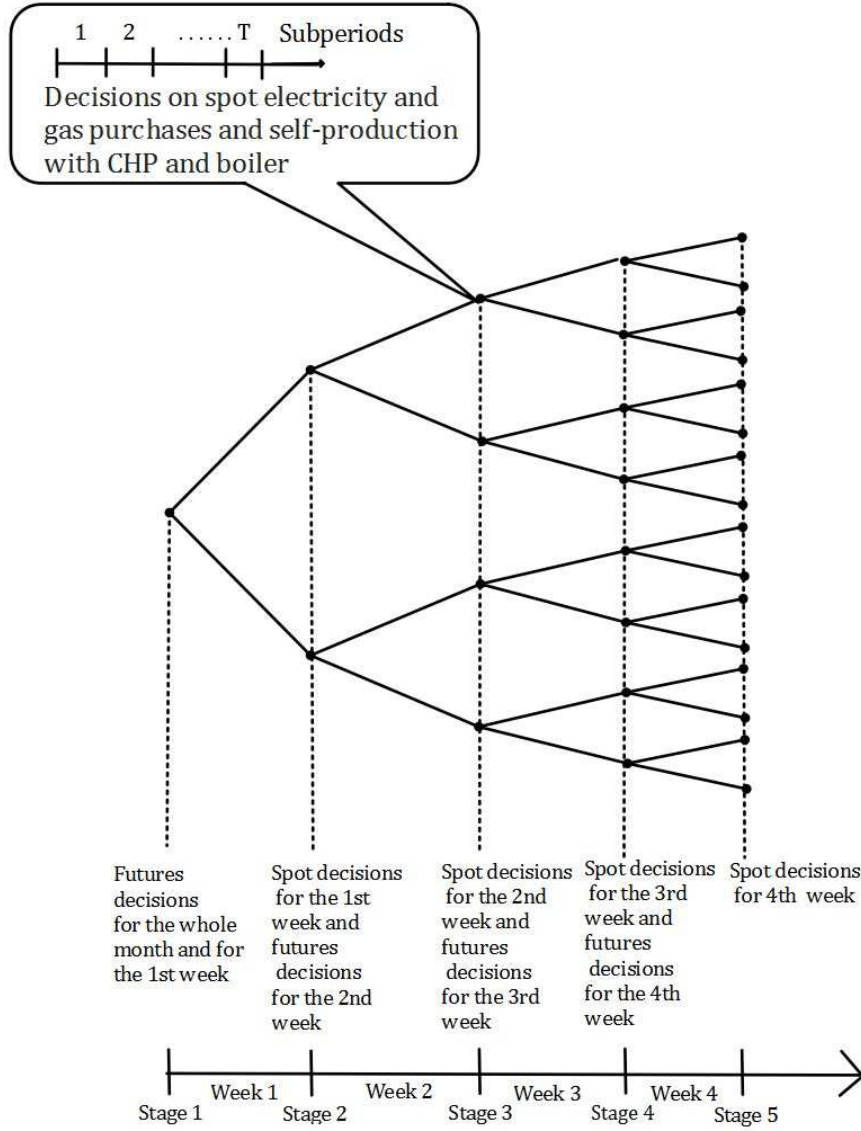 1 2 ......T Subperiods
Decisions on spot electricity and
gas purchases and self-production
with CHP and boiler
Futures
decisions
for the whole
month and for
the 1st week
Spot decisions
for the 1st
week and
futures
decisions
for the 2nd
week
Spot decisions
for the 2nd
week and
futures
decisions
for the 3rd
week
Spot decisions
for the 3rd
week and
futures
decisions
for the 4th
week
Spot decisions
for 4th week
Week 1 Week 2 Week 3 Week 4
Stage 1 Stage 2 Stage 3 Stage 4 Stage 5